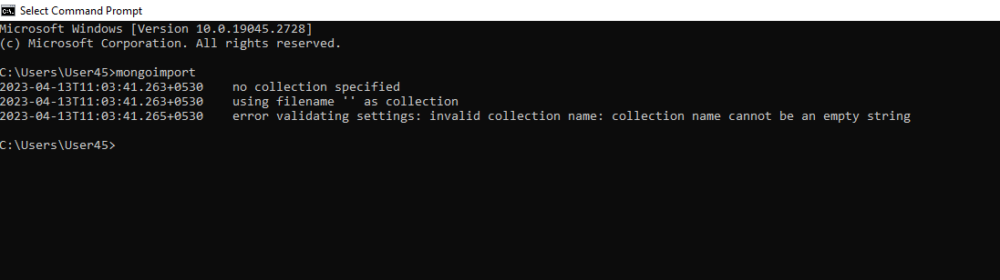 Select Command Prompt
Microsoft Windows [Version 10.0.19045.2728]
(c) Microsoft Corporation. All rights reserved.
C:\Users\User45>mongoimport
2023-04-13T11:03:41.263+0530    no collection specified
2023-04-13T11:03:41.263+0530    using filename '' as collection
2023-04-13T11:03:41.265+0530    error validating settings: invalid collection name: collection name cannot be an empty string
C:\Users\User45>